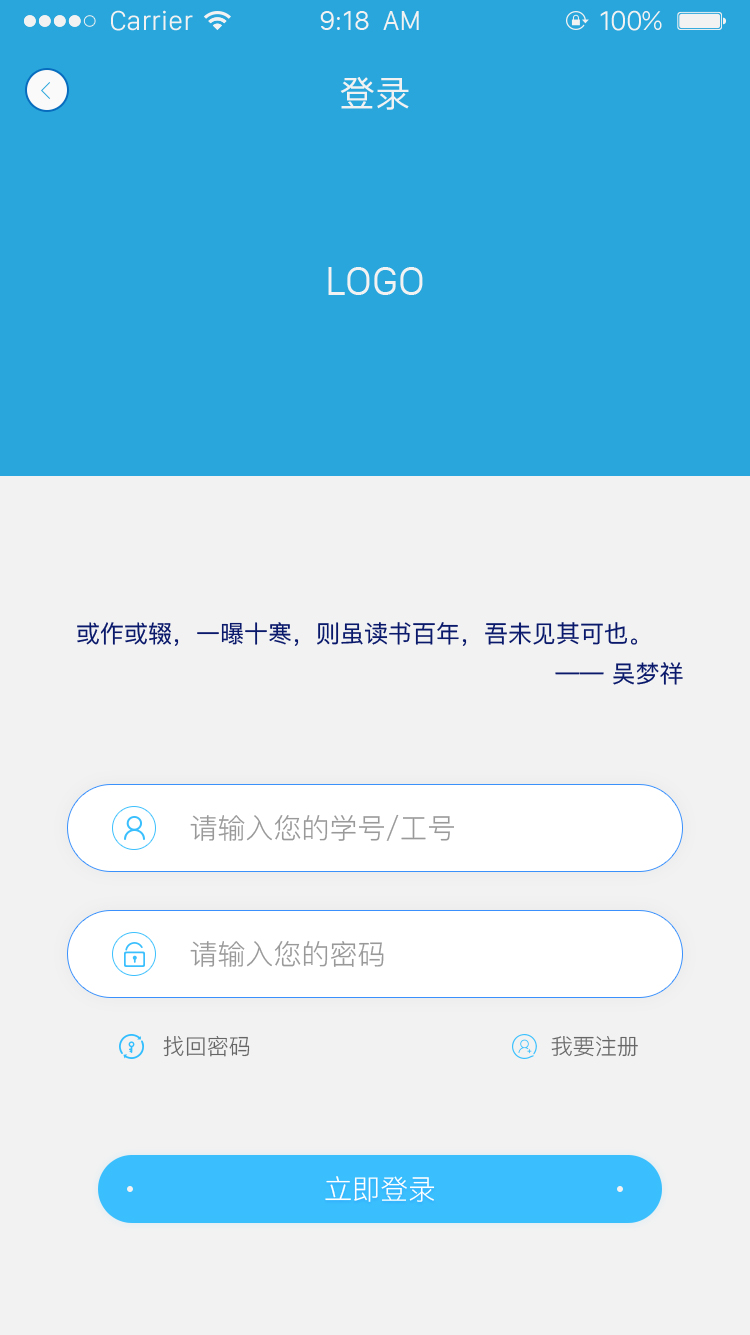 Carrier 9:18 AM 100%
登录
LOGO
或作或辍，一曝十寒，则虽读书百年，吾未见其可也。
—— 吴梦祥
请输入您的学号/工号
请输入您的密码
找回密码 我要注册
立即登录